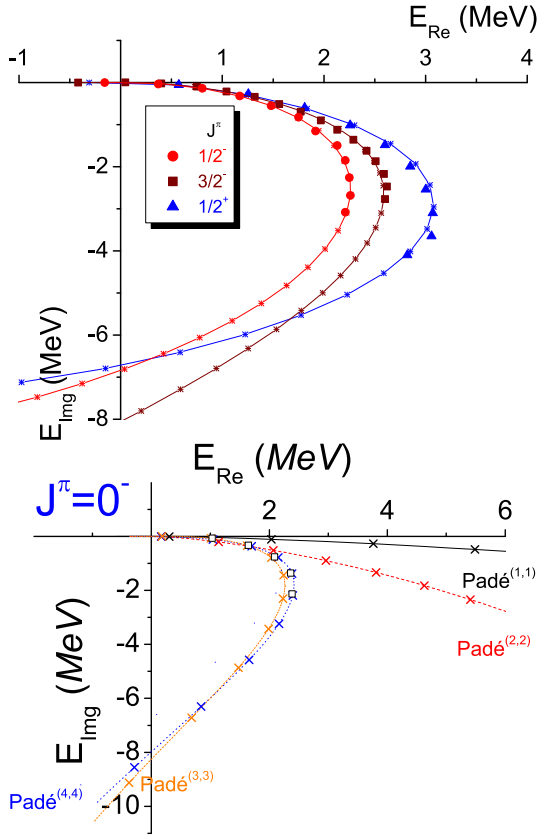 E_Re (MeV)
-1 0 1 2 3 4
0
J^π
1/2^-
3/2^-
1/2^+
-2
-4
-6
-8
E_Img (MeV)
E_Re (MeV)
J^π=0^-
2 4 6
0
-2
-4
-6
-8
-10
E_Img (MeV)
Padé^(1,1)
Padé^(2,2)
Padé^(3,3)
Padé^(4,4)